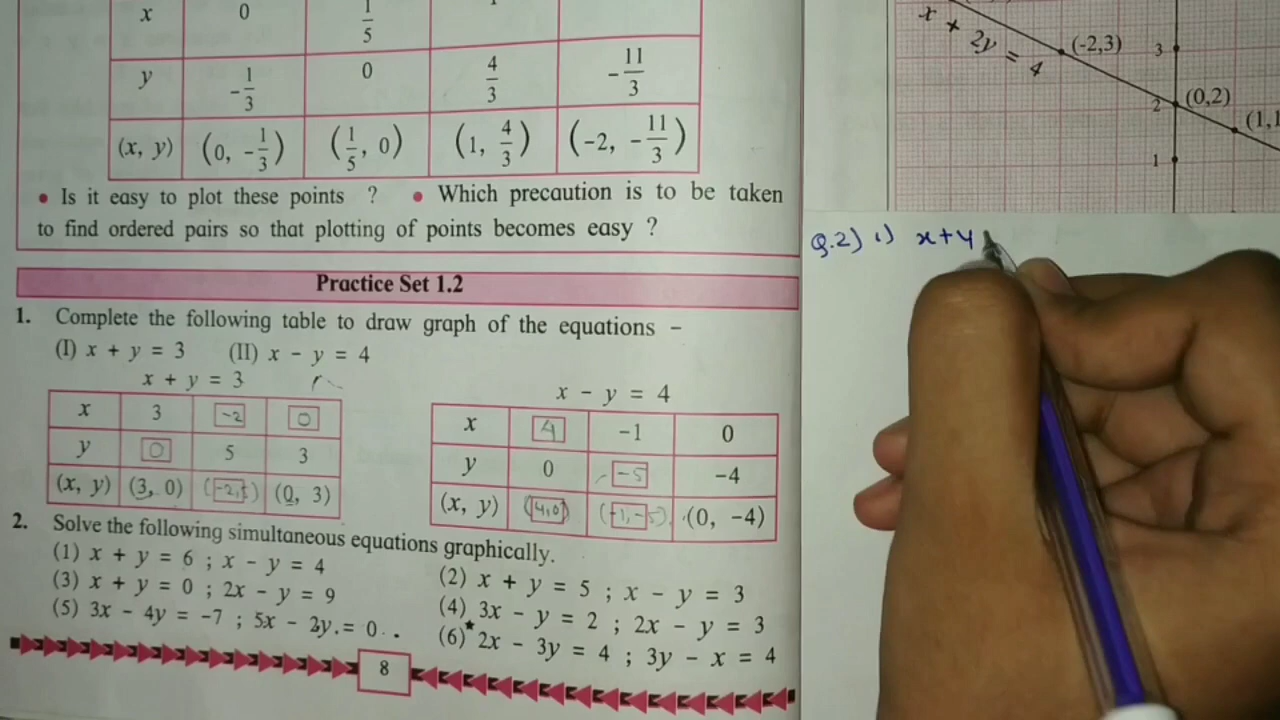 x 0 1/5 1
y -1/3 0 4/3 -11/3
(x, y) (0, -1/3) (1/5, 0) (1, 4/3) (-2, -11/3)
• Is it easy to plot these points ? • Which precaution is to be taken
to find ordered pairs so that plotting of points becomes easy ?
Practice Set 1.2
1. Complete the following table to draw graph of the equations -
(I) x + y = 3 (II) x - y = 4
x + y = 3
x 3 -2 0
y 0 5 3
(x, y) (3, 0) (-2,5) (0, 3)
x - y = 4
x 4 -1 0
y 0 -5 -4
(x, y) (4,0) (-1,-5) (0, -4)
2. Solve the following simultaneous equations graphically.
(1) x + y = 6 ; x - y = 4
(2) x + y = 5 ; x - y = 3
(3) x + y = 0 ; 2x - y = 9
(4) 3x - y = 2 ; 2x - y = 3
(5) 3x - 4y = -7 ; 5x - 2y = 0
(6)* 2x - 3y = 4 ; 3y - x = 4
8
x + 2y = 4
(-2,3) 3
2 (0,2)
(1,1
1
Q.2) 1) x+y